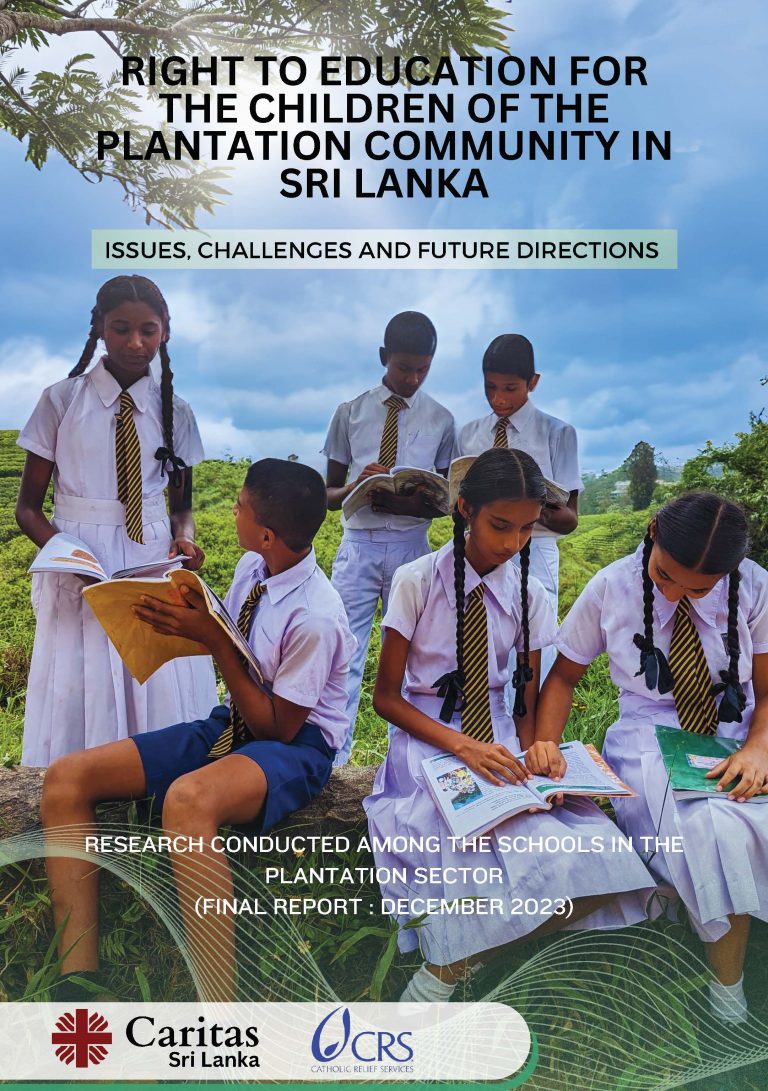 RIGHT TO EDUCATION FOR
THE CHILDREN OF THE
PLANTATION COMMUNITY IN
SRI LANKA
ISSUES, CHALLENGES AND FUTURE DIRECTIONS
RESEARCH CONDUCTED AMONG THE SCHOOLS IN THE
PLANTATION SECTOR
(FINAL REPORT : DECEMBER 2023)
Caritas
Sri Lanka
CRS
CATHOLIC RELIEF SERVICES